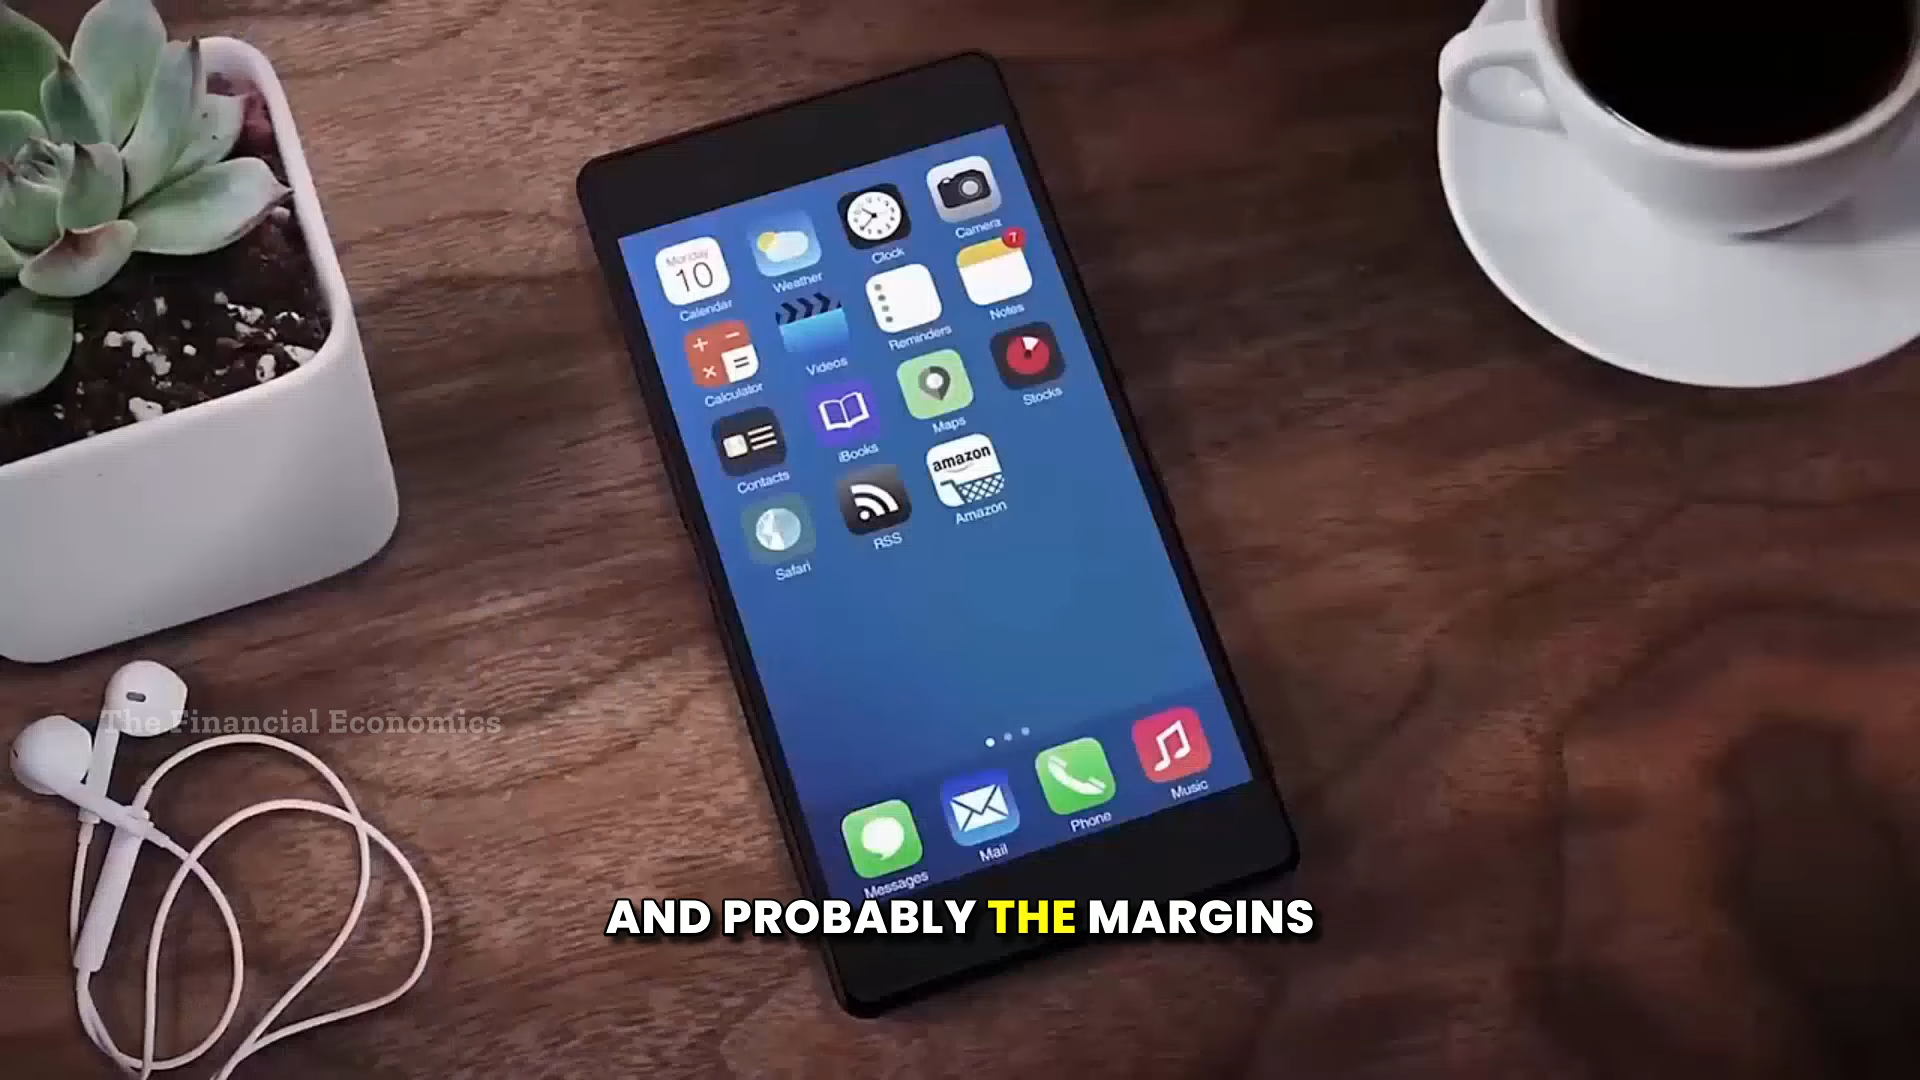 Monday
10
Calendar
Weather
Clock
Camera
Calculator
Videos
Reminders
7
Notes
Contacts
iBooks
Maps
Stocks
Safari
RSS
amazon
Amazon
The Financial Economics
Messages
Mail
Phone
Music
AND PROBABLY THE MARGINS